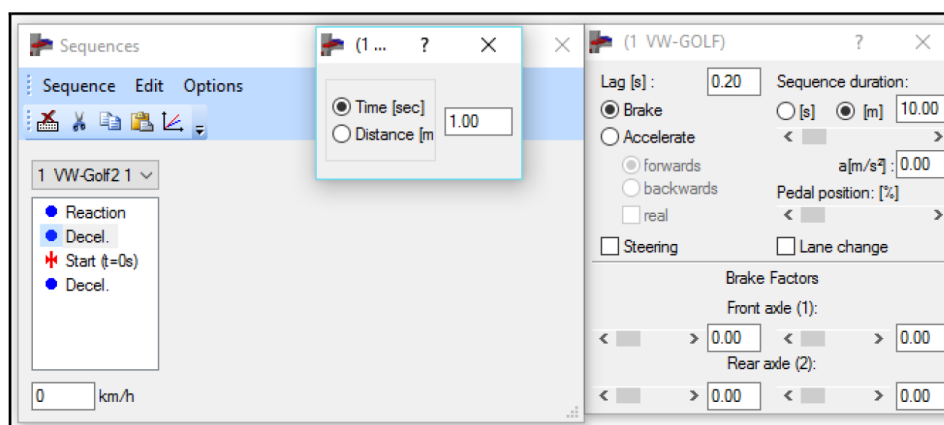 Sequences
Sequence Edit Options
1 VW-Golf2 1
Reaction
Decel.
Start (t=0s)
Decel.
0 km/h
(1 ... ?
Time [sec]
Distance [m
1.00
(1 VW-GOLF) ?
Lag [s] : 0.20 Sequence duration:
Brake [s] [m] 10.00
Accelerate
forwards a[m/s²] : 0.00
backwards Pedal position: [%]
real
Steering Lane change
Brake Factors
Front axle (1):
0.00 0.00
Rear axle (2):
0.00 0.00